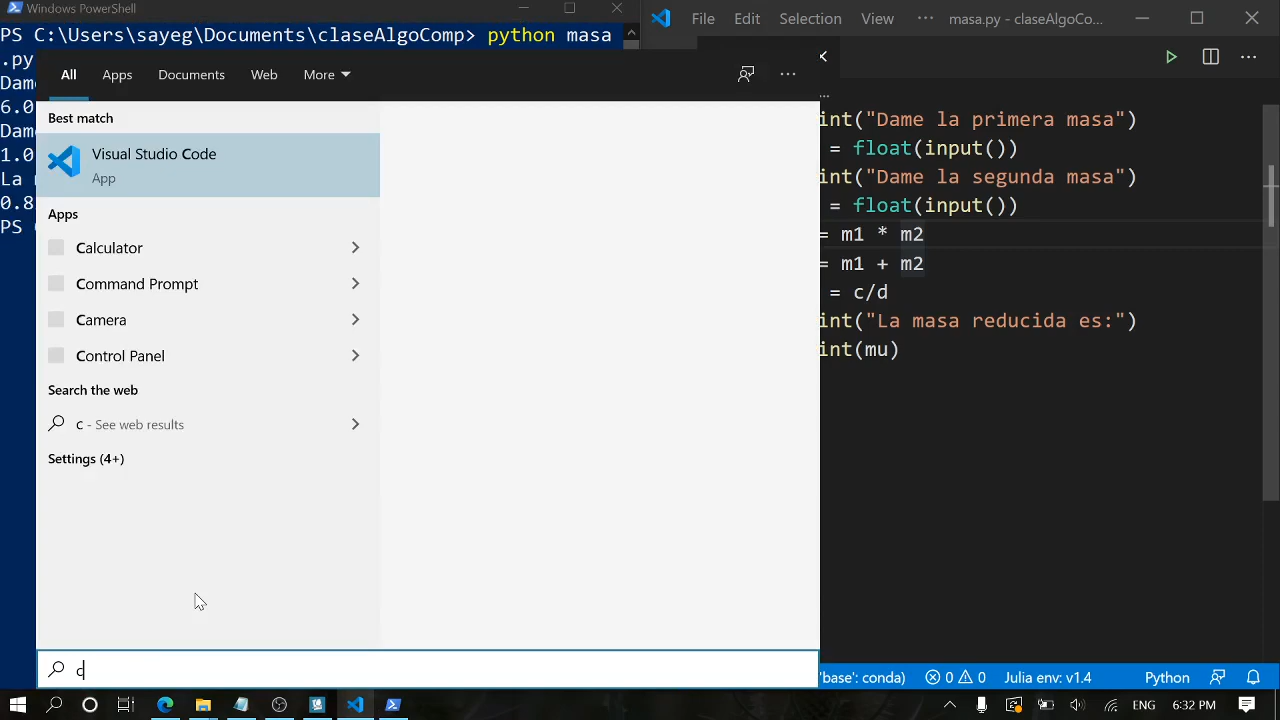 Windows PowerShell
PS C:\Users\sayeg\Documents\claseAlgoComp> python masa
.py
Dam
6.0
Dam
1.0
La
0.8
PS
All Apps Documents Web More
Best match
Visual Studio Code
App
Apps
Calculator
Command Prompt
Camera
Control Panel
Search the web
c - See web results
Settings (4+)
c
File Edit Selection View ··· masa.py - claseAlgoCo...
...
int("Dame la primera masa")
= float(input())
int("Dame la segunda masa")
= float(input())
= m1 * m2
= m1 + m2
= c/d
int("La masa reducida es:")
int(mu)
'base': conda) 0 0 Julia env: v1.4 Python
ENG 6:32 PM